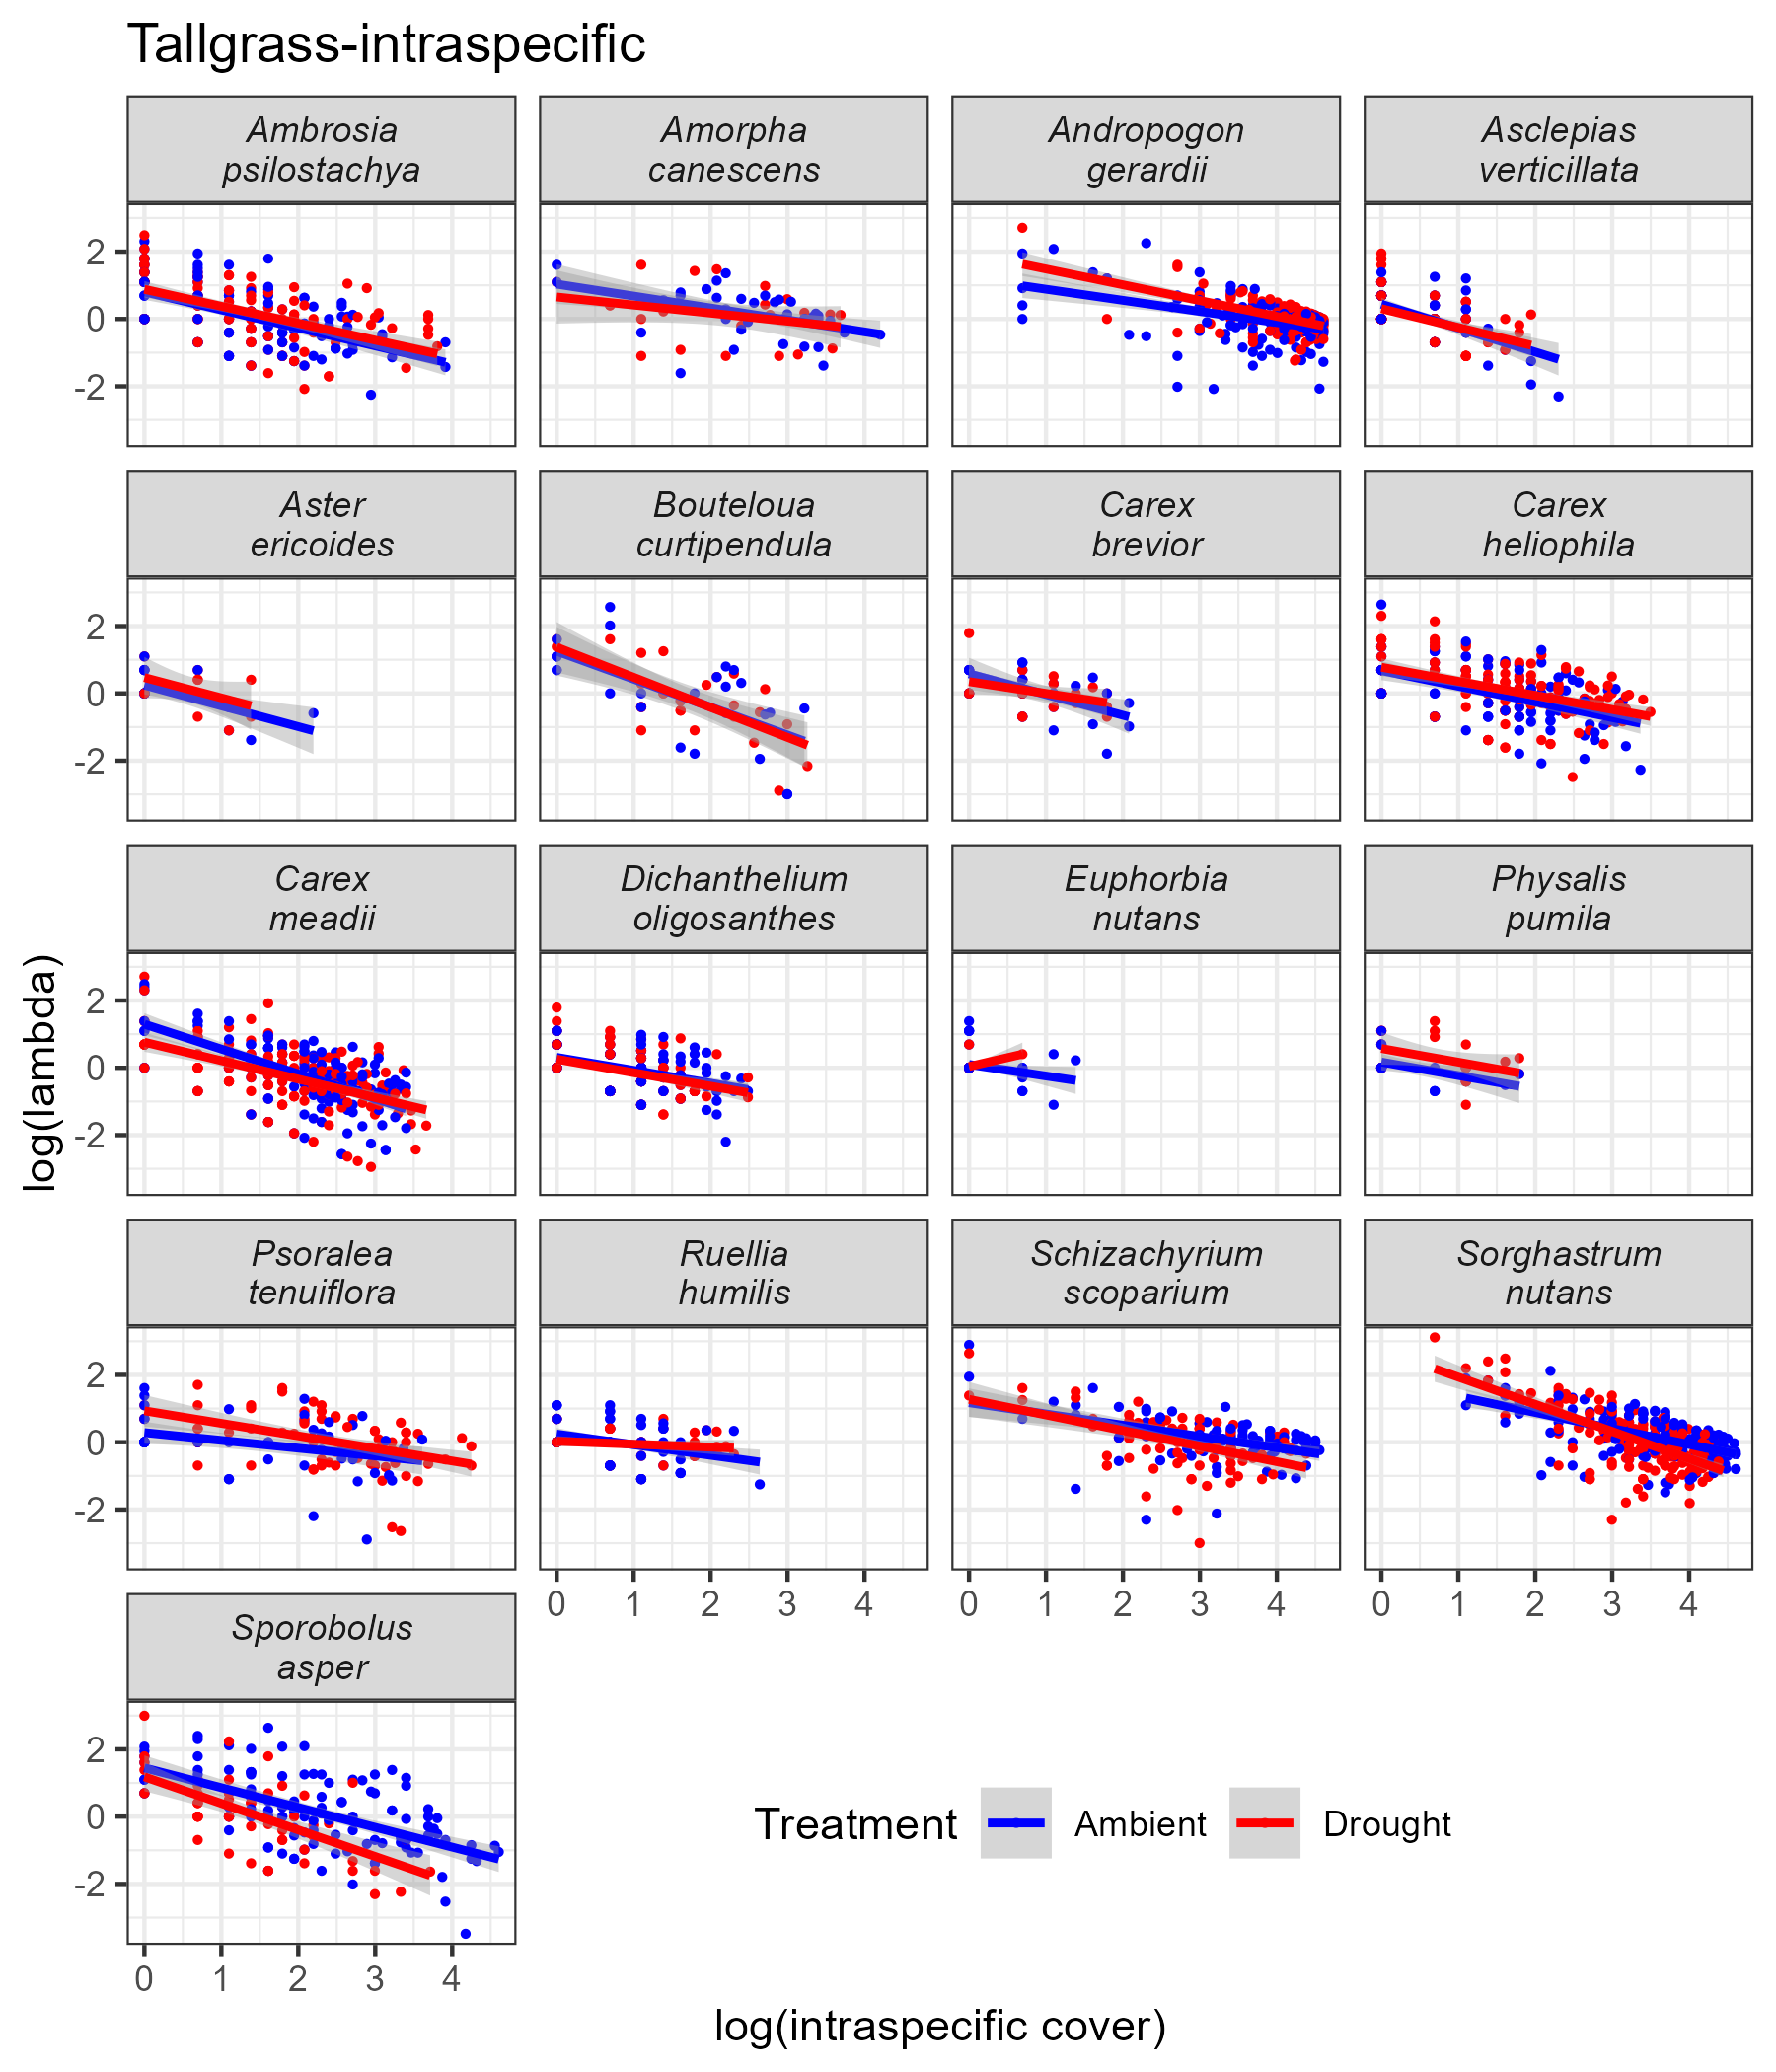 Tallgrass-intraspecific
Ambrosia
psilostachya
Amorpha
canescens
Andropogon
gerardii
Asclepias
verticillata
2
0
-2
Aster
ericoides
Bouteloua
curtipendula
Carex
brevior
Carex
heliophila
2
0
-2
Carex
meadii
Dichanthelium
oligosanthes
Euphorbia
nutans
Physalis
pumila
2
0
-2
log(lambda)
Psoralea
tenuiflora
Ruellia
humilis
Schizachyrium
scoparium
Sorghastrum
nutans
2
0
-2
0 1 2 3 4
0 1 2 3 4
0 1 2 3 4
Sporobolus
asper
2
0
-2
0 1 2 3 4
Treatment Ambient Drought
log(intraspecific cover)